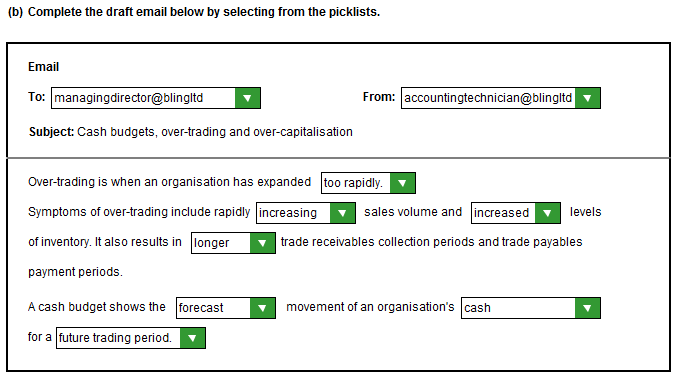 (b) Complete the draft email below by selecting from the picklists.
Email
To: managingdirector@blingltd From: accountingtechnician@blingltd
Subject: Cash budgets, over-trading and over-capitalisation
Over-trading is when an organisation has expanded too rapidly.
Symptoms of over-trading include rapidly increasing sales volume and increased levels
of inventory. It also results in longer trade receivables collection periods and trade payables
payment periods.
A cash budget shows the forecast movement of an organisation's cash
for a future trading period.